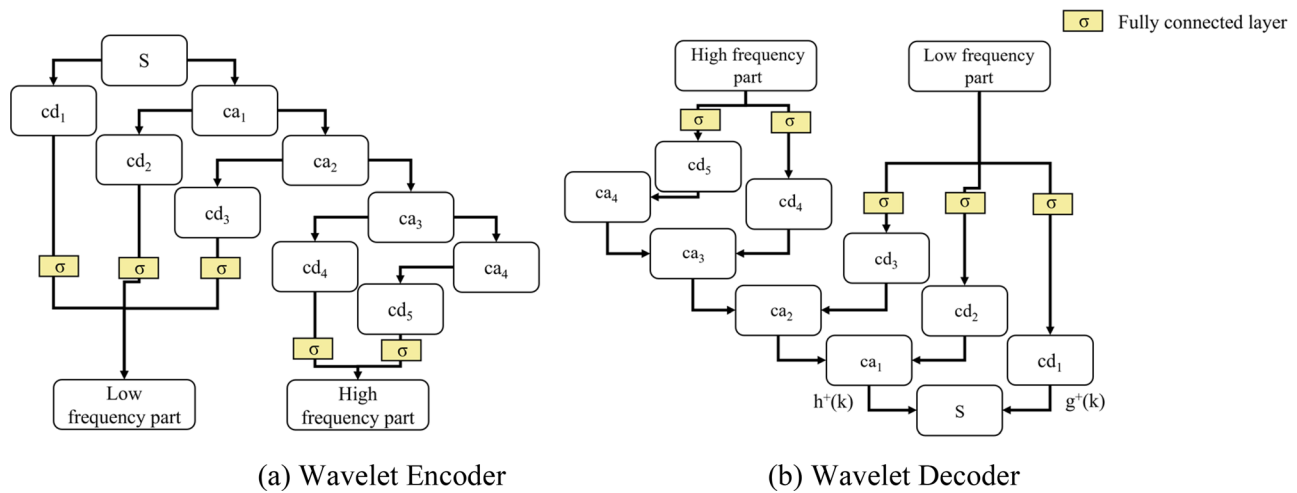 σ Fully connected layer
S
cd₁
ca₁
cd₂
ca₂
cd₃
ca₃
cd₄
ca₄
cd₅
σ
σ
σ
σ
σ
Low
frequency part
High
frequency part
(a) Wavelet Encoder
High frequency
part
Low frequency
part
σ
σ
cd₅
ca₄
cd₄
σ
σ
σ
ca₃
cd₃
ca₂
cd₂
ca₁
cd₁
h⁺(k)
S
g⁺(k)
(b) Wavelet Decoder